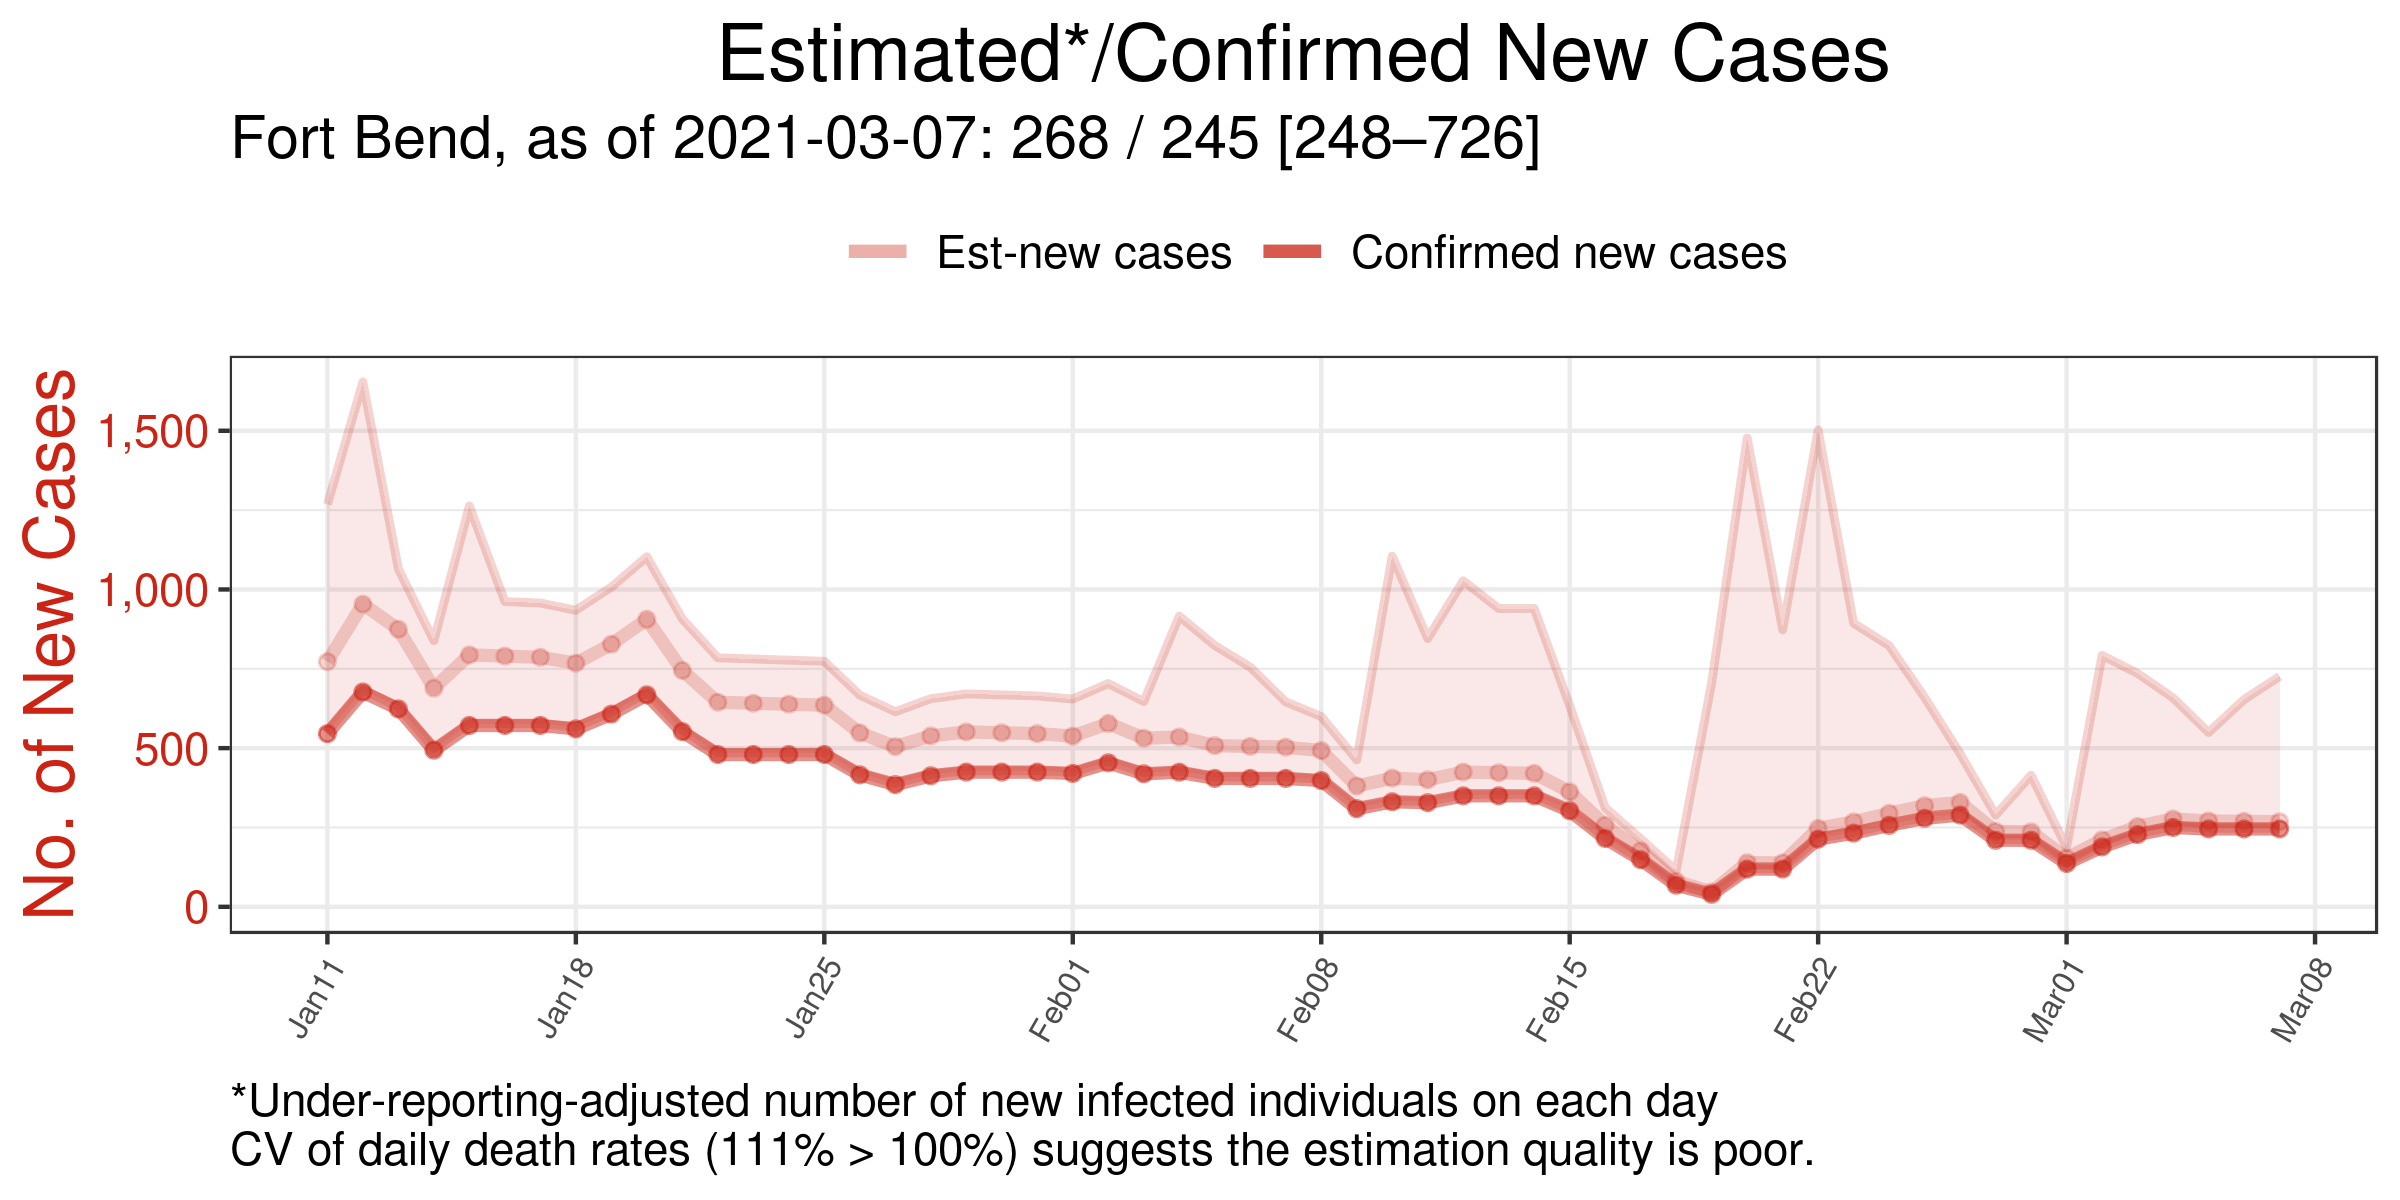 Estimated*/Confirmed New Cases
Fort Bend, as of 2021-03-07: 268 / 245 [248–726]
Est-new cases
Confirmed new cases
No. of New Cases
1,500
1,000
500
0
Jan11
Jan18
Jan25
Feb01
Feb08
Feb15
Feb22
Mar01
Mar08
*Under-reporting-adjusted number of new infected individuals on each day
CV of daily death rates (111% > 100%) suggests the estimation quality is poor.